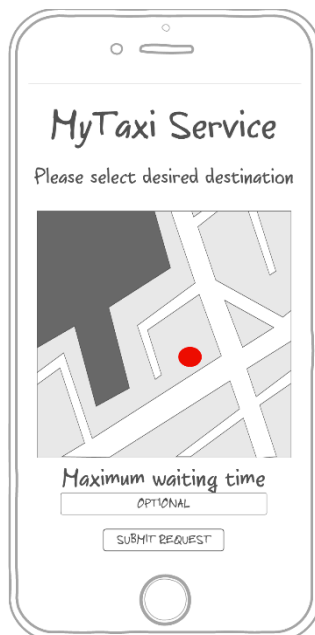 MyTaxi Service
Please select desired destination
Maximum waiting time
OPTIONAL
SUBMIT REQUEST